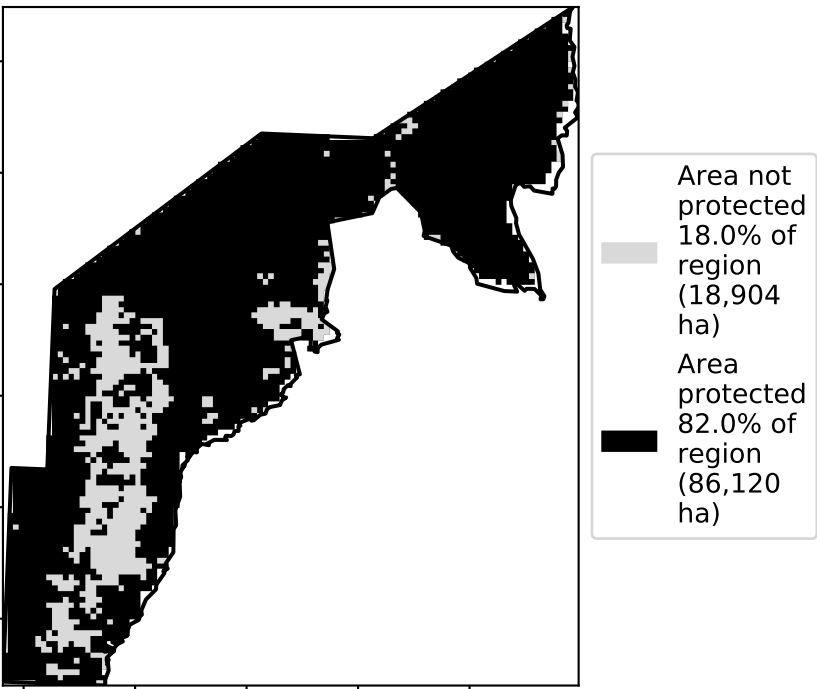 Area not
protected
18.0% of
region
(18,904
ha)
Area
protected
82.0% of
region
(86,120
ha)